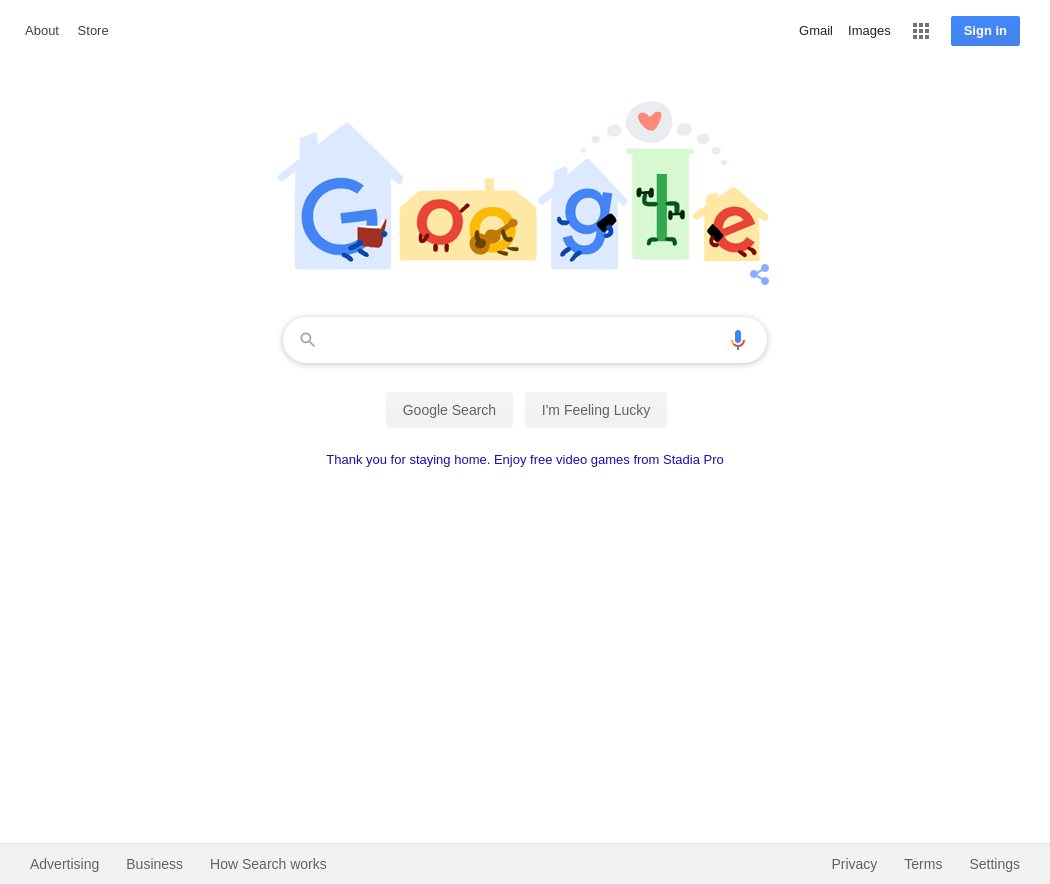 About Store Gmail Images Sign in
Google
Google Search I'm Feeling Lucky
Thank you for staying home. Enjoy free video games from Stadia Pro
Advertising Business How Search works Privacy Terms Settings